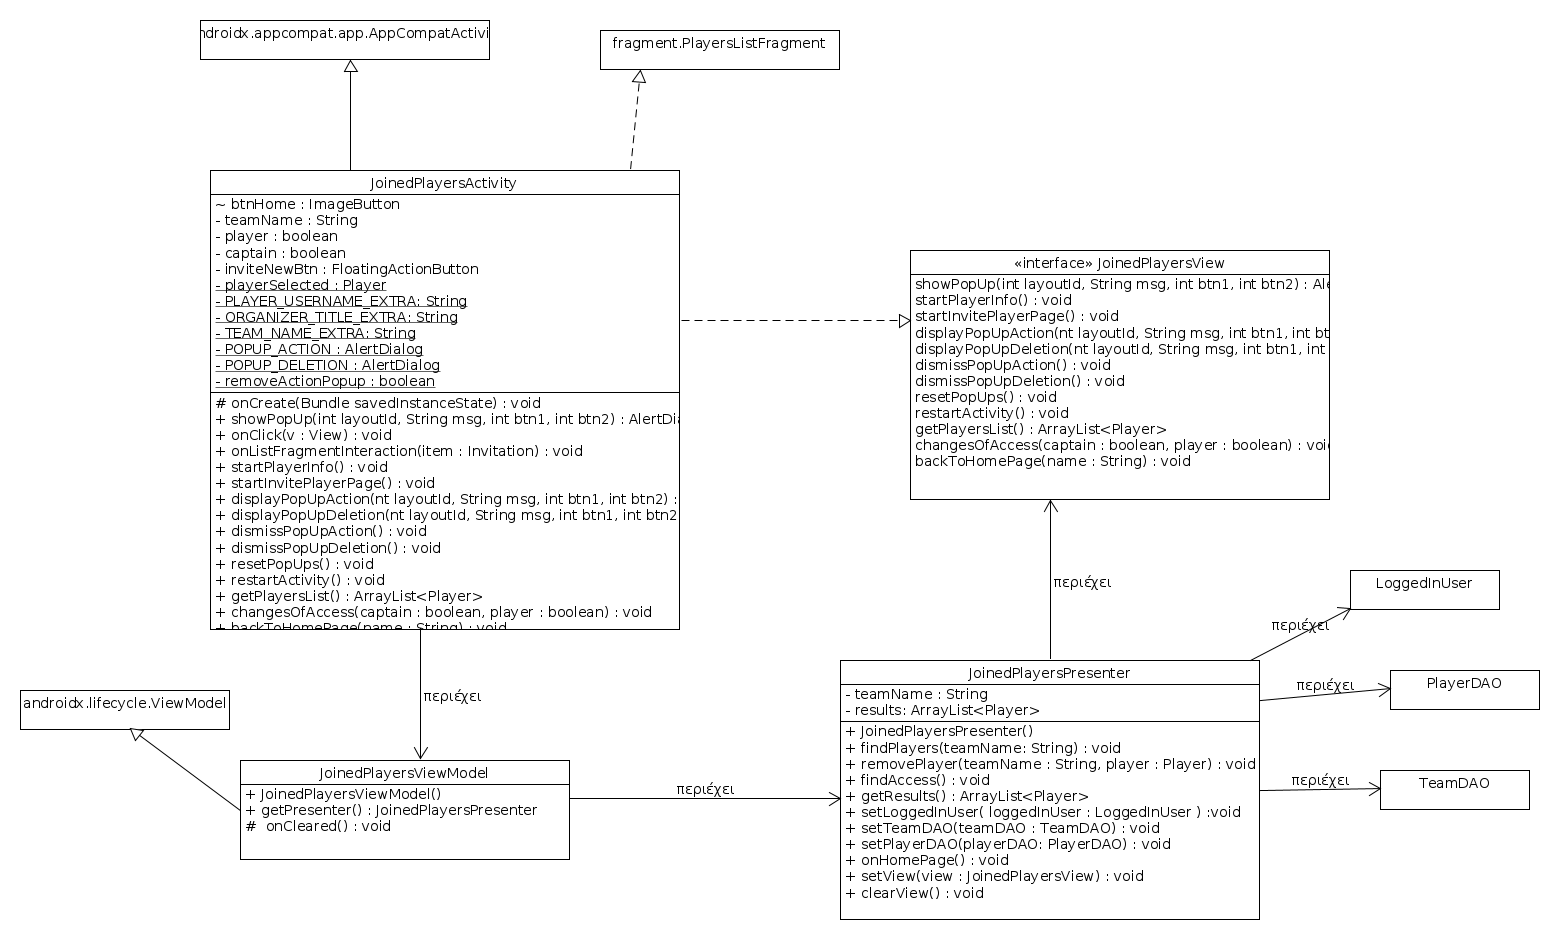 ndroidx.appcompat.app.AppCompatActivi
fragment.PlayersListFragment
JoinedPlayersActivity
~ btnHome : ImageButton
- teamName : String
- player : boolean
- captain : boolean
- inviteNewBtn : FloatingActionButton
- playerSelected : Player
- PLAYER_USERNAME_EXTRA: String
- ORGANIZER_TITLE_EXTRA: String
- TEAM_NAME_EXTRA: String
- POPUP_ACTION : AlertDialog
- POPUP_DELETION : AlertDialog
- removeActionPopup : boolean
# onCreate(Bundle savedInstanceState) : void
+ showPopUp(int layoutId, String msg, int btn1, int btn2) : AlertDia
+ onClick(v : View) : void
+ onListFragmentInteraction(item : Invitation) : void
+ startPlayerInfo() : void
+ startInvitePlayerPage() : void
+ displayPopUpAction(nt layoutId, String msg, int btn1, int btn2) :
+ displayPopUpDeletion(nt layoutId, String msg, int btn1, int btn2
+ dismissPopUpAction() : void
+ dismissPopUpDeletion() : void
+ resetPopUps() : void
+ restartActivity() : void
+ getPlayersList() : ArrayList<Player>
+ changesOfAccess(captain : boolean, player : boolean) : void
+ backToHomePage(name : String) : void
«interface» JoinedPlayersView
showPopUp(int layoutId, String msg, int btn1, int btn2) : Ale
startPlayerInfo() : void
startInvitePlayerPage() : void
displayPopUpAction(nt layoutId, String msg, int btn1, int bt
displayPopUpDeletion(nt layoutId, String msg, int btn1, int
dismissPopUpAction() : void
dismissPopUpDeletion() : void
resetPopUps() : void
restartActivity() : void
getPlayersList() : ArrayList<Player>
changesOfAccess(captain : boolean, player : boolean) : voi
backToHomePage(name : String) : void
περιέχει
LoggedInUser
περιέχει
περιέχει
PlayerDAO
περιέχει
TeamDAO
JoinedPlayersPresenter
- teamName : String
- results: ArrayList<Player>
+ JoinedPlayersPresenter()
+ findPlayers(teamName: String) : void
+ removePlayer(teamName : String, player : Player) : void
+ findAccess() : void
+ getResults() : ArrayList<Player>
+ setLoggedInUser( loggedInUser : LoggedInUser ) :void
+ setTeamDAO(teamDAO : TeamDAO) : void
+ setPlayerDAO(playerDAO: PlayerDAO) : void
+ onHomePage() : void
+ setView(view : JoinedPlayersView) : void
+ clearView() : void
περιέχει
androidx.lifecycle.ViewModel
JoinedPlayersViewModel
+ JoinedPlayersViewModel()
+ getPresenter() : JoinedPlayersPresenter
#  onCleared() : void
περιέχει